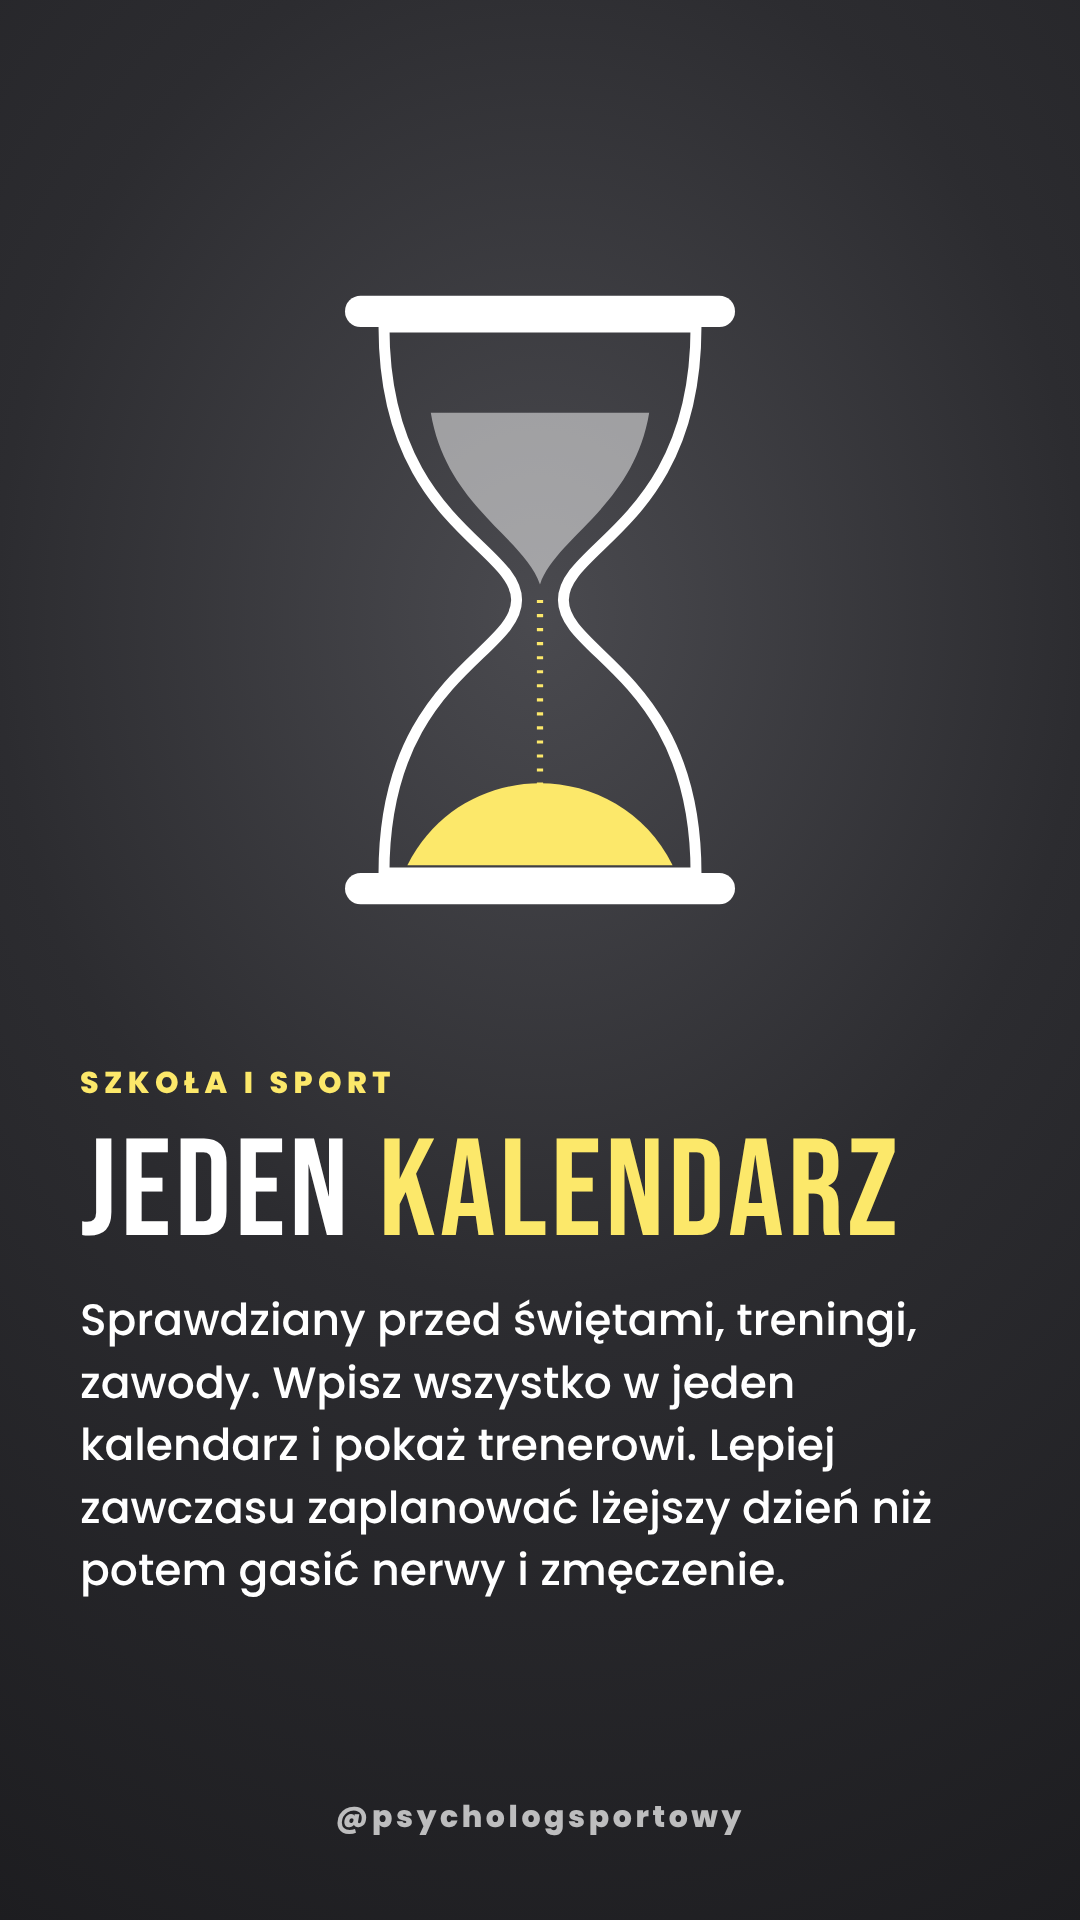 SZKOŁA I SPORT
JEDEN KALENDARZ
Sprawdziany przed świętami, treningi,
zawody. Wpisz wszystko w jeden
kalendarz i pokaż trenerowi. Lepiej
zawczasu zaplanować lżejszy dzień niż
potem gasić nerwy i zmęczenie.
@psychologsportowy